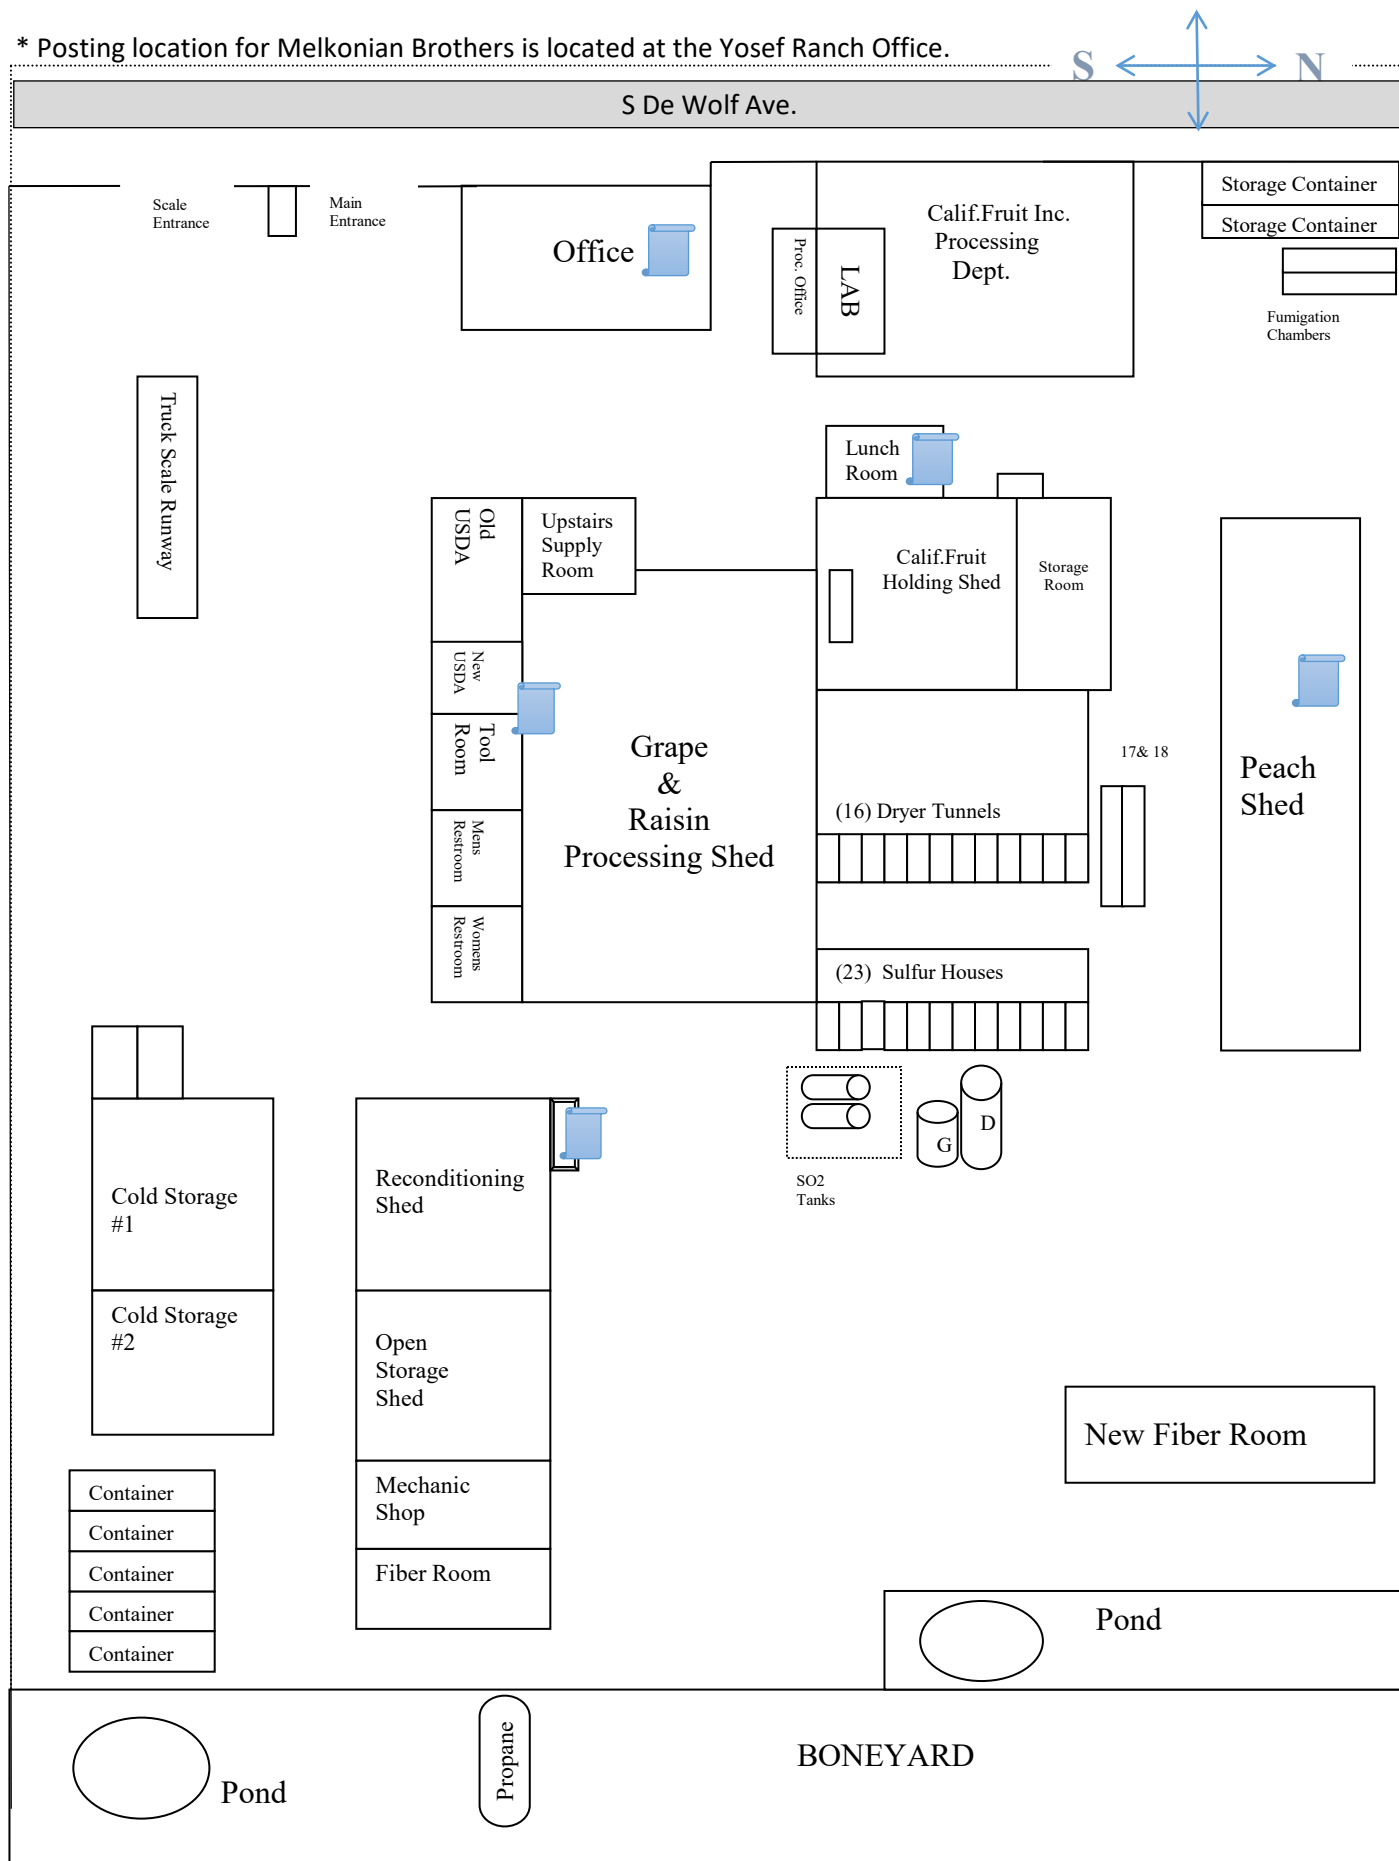 * Posting location for Melkonian Brothers is located at the Yosef Ranch Office.
S
N
S De Wolf Ave.
Scale
Entrance
Main
Entrance
Office
Proc. Office
LAB
Calif.Fruit Inc.
Processing
Dept.
Storage Container
Storage Container
Fumigation
Chambers
Truck Scale Runway
Lunch
Room
Old
USDA
Upstairs
Supply
Room
Calif.Fruit
Holding Shed
Storage
Room
New
USDA
Tool
Room
Mens
Restroom
Womens
Restroom
Grape
&
Raisin
Processing Shed
(16) Dryer Tunnels
17& 18
Peach
Shed
(23)  Sulfur Houses
SO2
Tanks
G
D
Cold Storage
#1
Cold Storage
#2
Reconditioning
Shed
Open
Storage
Shed
Mechanic
Shop
Fiber Room
New Fiber Room
Container
Container
Container
Container
Container
Pond
Pond
Propane
BONEYARD